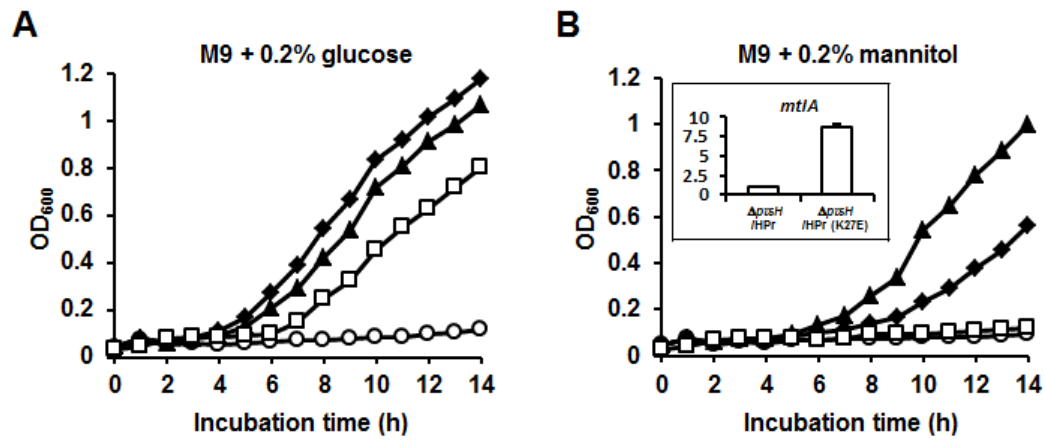 A
M9 + 0.2% glucose
1.2
1
0.8
0.6
0.4
0.2
0
OD600
0 2 4 6 8 10 12 14
Incubation time (h)
B
M9 + 0.2% mannitol
1.2
1
0.8
0.6
0.4
0.2
0
OD600
mtlA
10
7.5
5
2.5
0
ΔptsH
/HPr
ΔptsH
/HPr (K27E)
0 2 4 6 8 10 12 14
Incubation time (h)